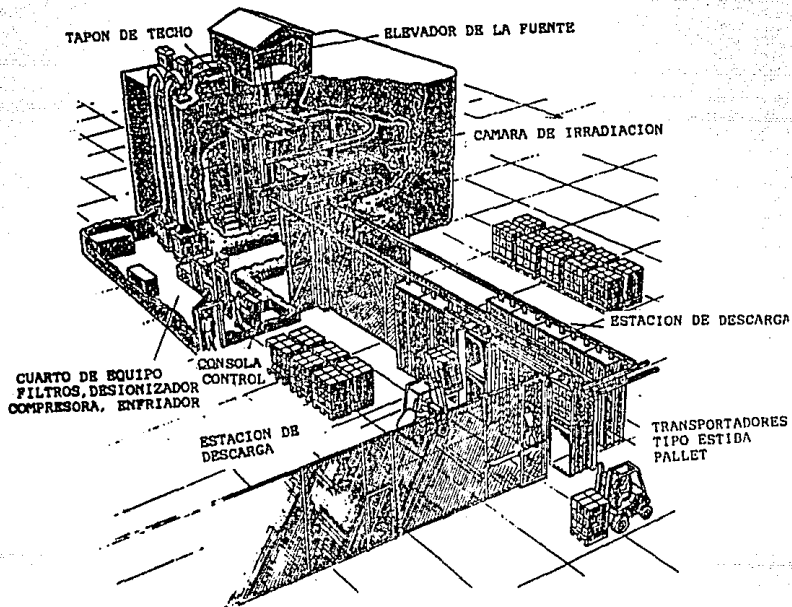 TAPON DE TECHO
ELEVADOR DE LA FUENTE
CAMARA DE IRRADIACION
ESTACION DE DESCARGA
CUARTO DE EQUIPO
FILTROS, DESIONIZADOR
COMPRESORA, ENFRIADOR
CONSOLA
CONTROL
ESTACION DE
DESCARGA
TRANSPORTADORES
TIPO ESTIBA
PALLET